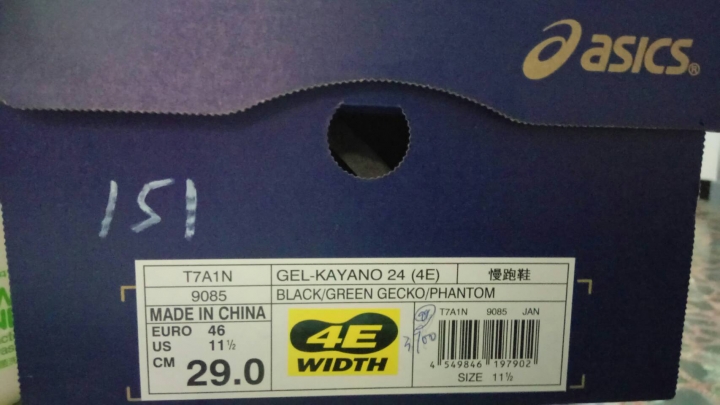 asics®
151
T7A1N GEL-KAYANO 24 (4E) 慢跑鞋
9085 BLACK/GREEN GECKO/PHANTOM
MADE IN CHINA
EURO 46
US 11½
CM 29.0
4E
WIDTH
T7A1N 9085 JAN
4 549846 197902
SIZE 11½